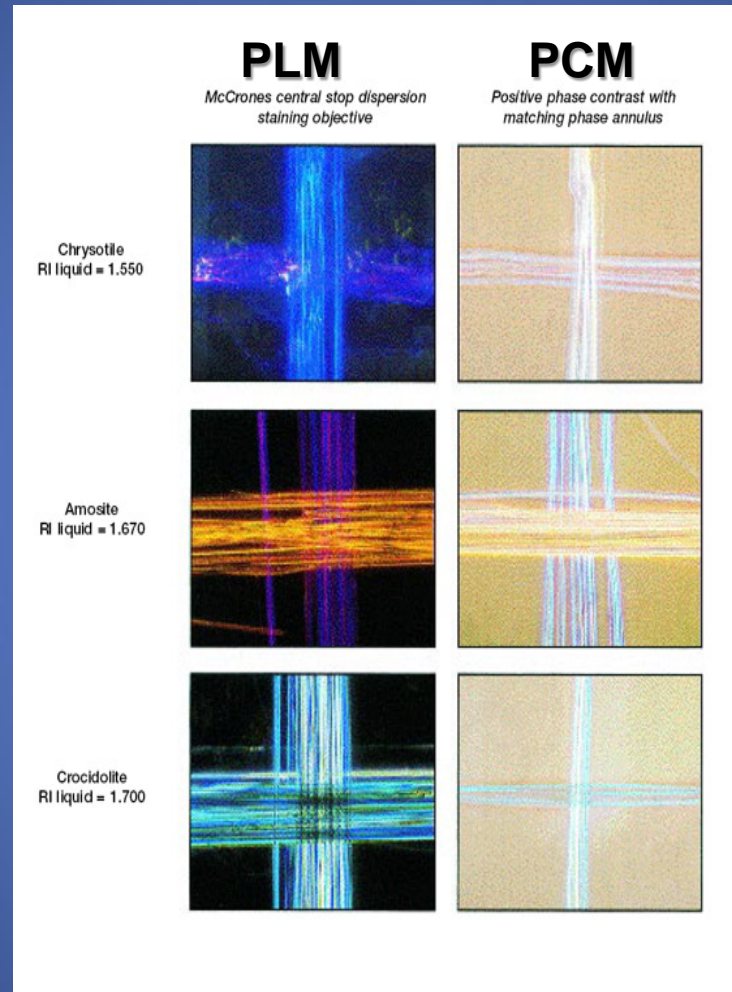 PLM
PCM
McCrones central stop dispersion
staining objective
Positive phase contrast with
matching phase annulus
Chrysotile
RI liquid = 1.550
Amosite
RI liquid = 1.670
Crocidolite
RI liquid = 1.700